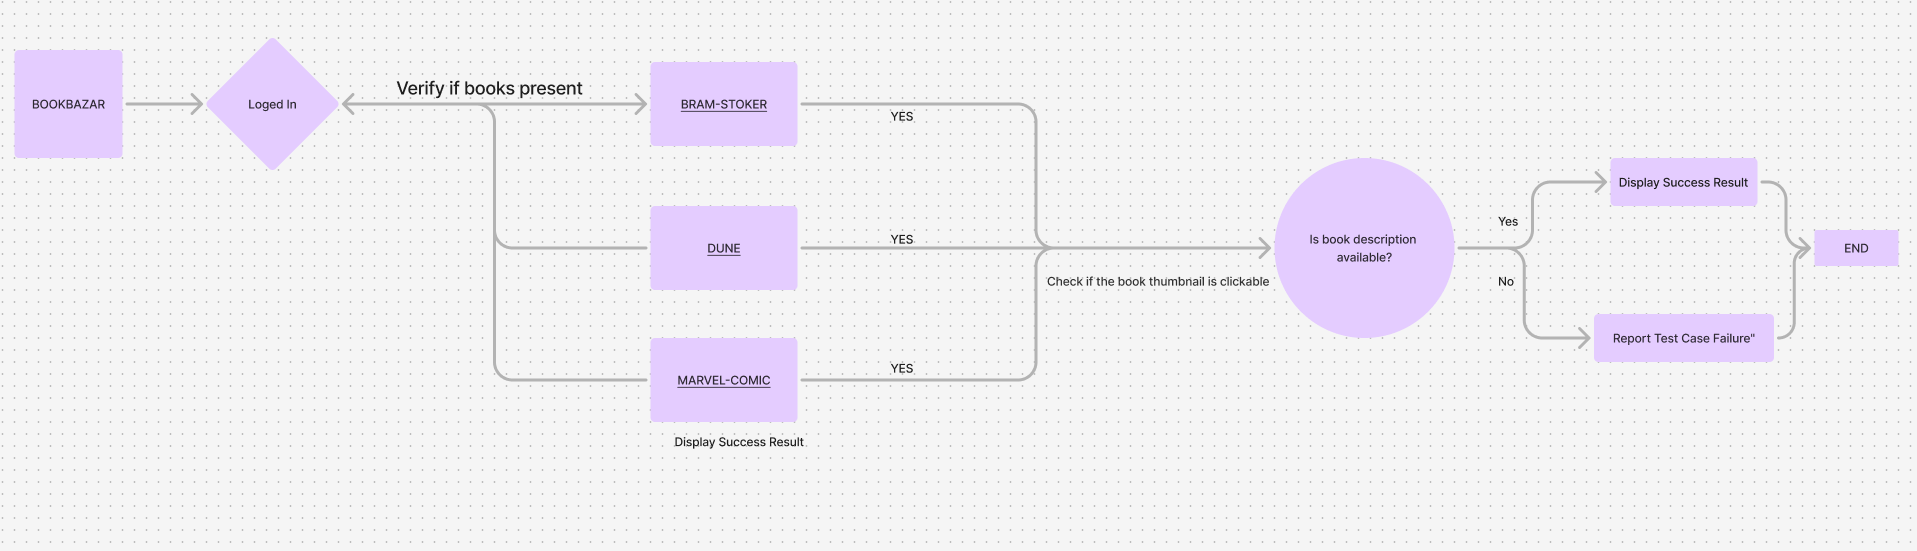 BOOKBAZAR
Loged In
Verify if books present
BRAM-STOKER
YES
DUNE
YES
MARVEL-COMIC
YES
Display Success Result
Check if the book thumbnail is clickable
Is book description
available?
Yes
No
Display Success Result
Report Test Case Failure"
END